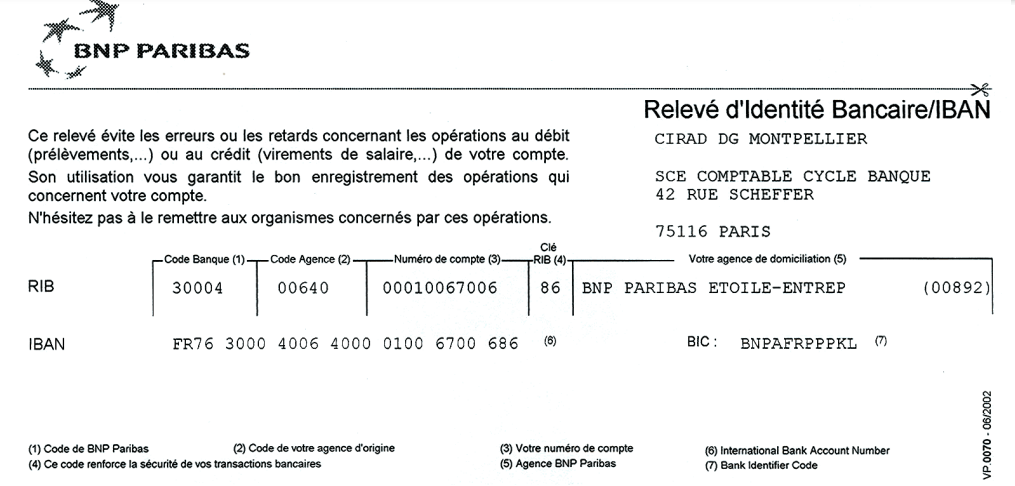 BNP PARIBAS
Relevé d'Identité Bancaire/IBAN
Ce relevé évite les erreurs ou les retards concernant les opérations au débit
(prélèvements,...) ou au crédit (virements de salaire,...) de votre compte.
Son utilisation vous garantit le bon enregistrement des opérations qui
concernent votre compte.
N'hésitez pas à le remettre aux organismes concernés par ces opérations.
CIRAD DG MONTPELLIER
SCE COMPTABLE CYCLE BANQUE
42 RUE SCHEFFER
75116 PARIS
Code Banque (1) Code Agence (2) Numéro de compte (3) Clé RIB (4) Votre agence de domiciliation (5)
RIB 30004 00640 00010067006 86 BNP PARIBAS ETOILE-ENTREP (00892)
IBAN FR76 3000 4006 4000 0100 6700 686 (6) BIC : BNPAFRPPPKL (7)
(1) Code de BNP Paribas (2) Code de votre agence d'origine (3) Votre numéro de compte (6) International Bank Account Number
(4) Ce code renforce la sécurité de vos transactions bancaires (5) Agence BNP Paribas (7) Bank Identifier Code
VP.0070 - 06/2002